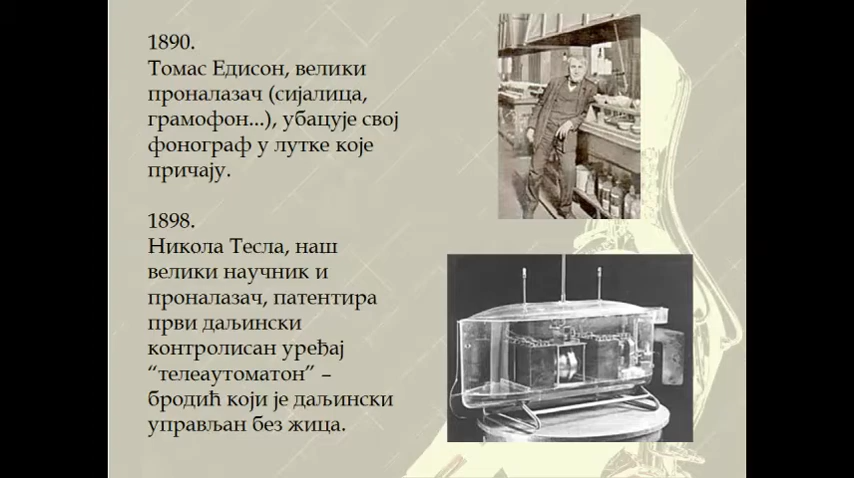 1890.
Томас Едисон, велики
проналазач (сијалица,
грамофон...), убацује свој
фонограф у лутке које
причају.
1898.
Никола Тесла, наш
велики научник и
проналазач, патентира
први даљински
контролисан уређај
“телеаутоматон” –
бродић који је даљински
управљан без жица.